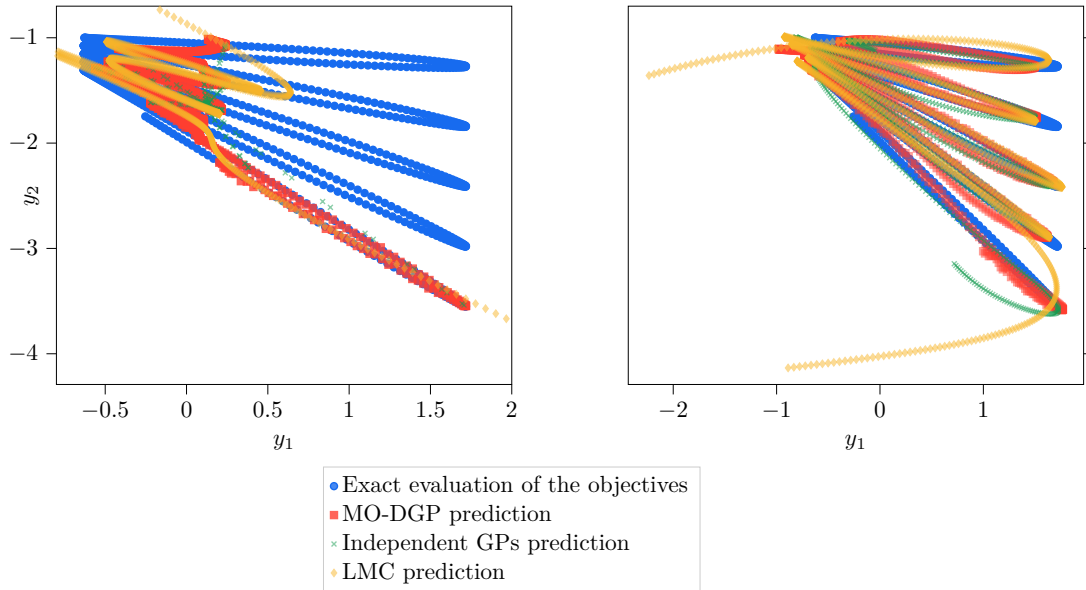 −1
−2
−3
−4
y2
−0.5
0
0.5
1
1.5
2
y1
−2
−1
0
1
y1
Exact evaluation of the objectives
MO-DGP prediction
Independent GPs prediction
LMC prediction